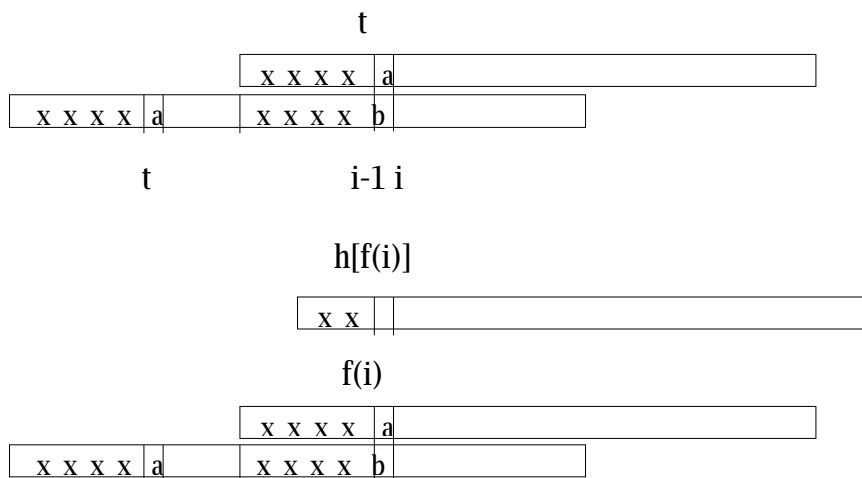 t
x x x x a
x x x x a x x x x b
t i-1 i
h[f(i)]
x x
f(i)
x x x x a
x x x x a x x x x b